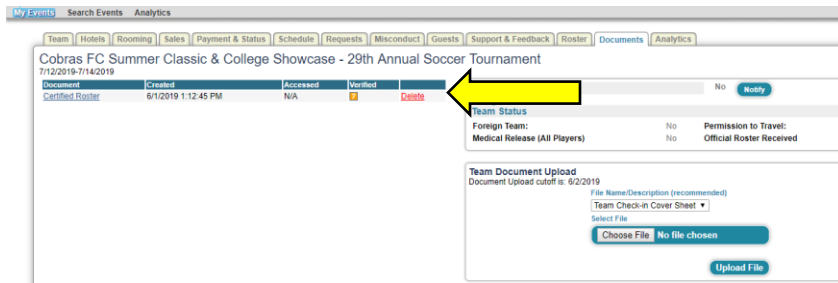 My Events Search Events Analytics
Team Hotels Rooming Sales Payment & Status Schedule Requests Misconduct Guests Support & Feedback Roster Documents Analytics
Cobras FC Summer Classic & College Showcase - 29th Annual Soccer Tournament
7/12/2019-7/14/2019
Document Created Accessed Verified
Certified Roster 6/1/2019 1:12:45 PM N/A ? Delete
No Notify
Team Status
Foreign Team: No Permission to Travel:
Medical Release (All Players) No Official Roster Received
Team Document Upload
Document Upload cutoff is: 6/2/2019
File Name/Description (recommended)
Team Check-in Cover Sheet
Select File
Choose File No file chosen
Upload File